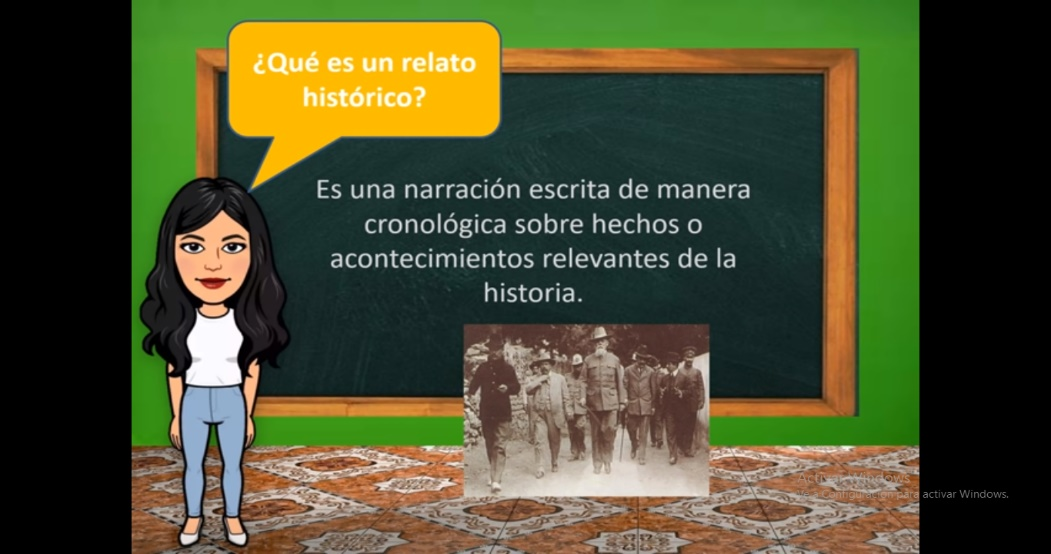 ¿Qué es un relato
histórico?
Es una narración escrita de manera
cronológica sobre hechos o
acontecimientos relevantes de la
historia.
Activar Windows
Configuración para activar Windows.